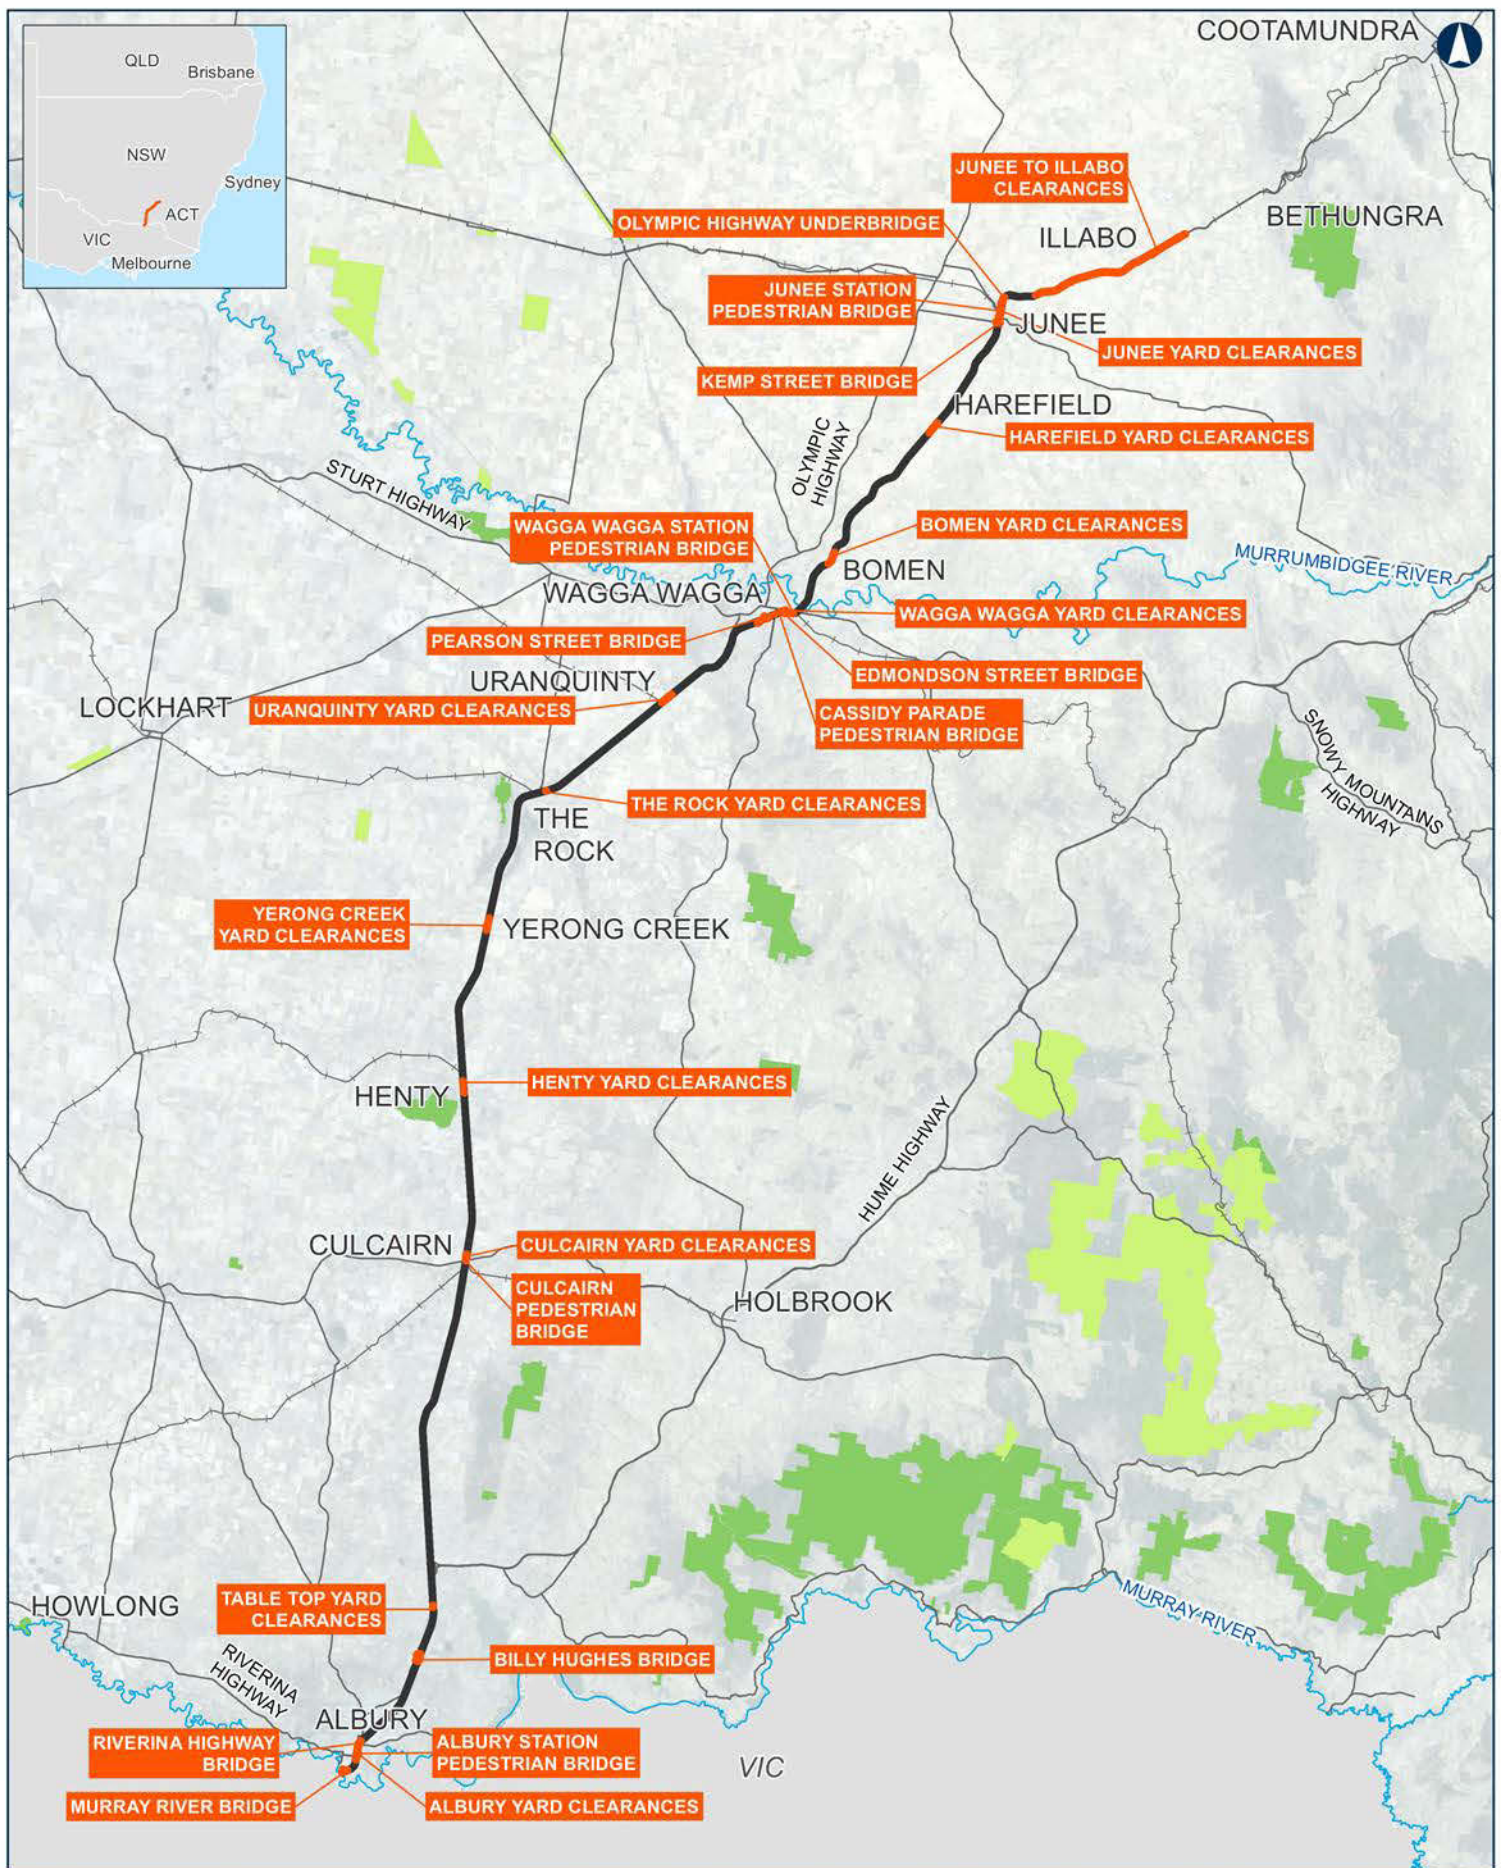 COOTAMUNDRA
QLD
Brisbane
NSW
Sydney
ACT
VIC
Melbourne
JUNEE TO ILLABO
CLEARANCES
BETHUNGRA
OLYMPIC HIGHWAY UNDERBRIDGE
ILLABO
JUNEE STATION
PEDESTRIAN BRIDGE
JUNEE
JUNEE YARD CLEARANCES
KEMP STREET BRIDGE
HAREFIELD
HAREFIELD YARD CLEARANCES
OLYMPIC
HIGHWAY
STURT HIGHWAY
WAGGA WAGGA STATION
PEDESTRIAN BRIDGE
BOMEN YARD CLEARANCES
BOMEN
MURRUMBIDGEE RIVER
WAGGA WAGGA
WAGGA WAGGA YARD CLEARANCES
PEARSON STREET BRIDGE
EDMONDSON STREET BRIDGE
URANQUINTY
URANQUINTY YARD CLEARANCES
LOCKHART
CASSIDY PARADE
PEDESTRIAN BRIDGE
SNOWY MOUNTAINS
HIGHWAY
THE ROCK YARD CLEARANCES
THE
ROCK
YERONG CREEK
YARD CLEARANCES
YERONG CREEK
HENTY YARD CLEARANCES
HENTY
HUME HIGHWAY
CULCAIRN
CULCAIRN YARD CLEARANCES
CULCAIRN
PEDESTRIAN
BRIDGE
HOLBROOK
TABLE TOP YARD
CLEARANCES
HOWLONG
MURRAY RIVER
BILLY HUGHES BRIDGE
RIVERINA
HIGHWAY
ALBURY
RIVERINA HIGHWAY
BRIDGE
ALBURY STATION
PEDESTRIAN BRIDGE
VIC
MURRAY RIVER BRIDGE
ALBURY YARD CLEARANCES